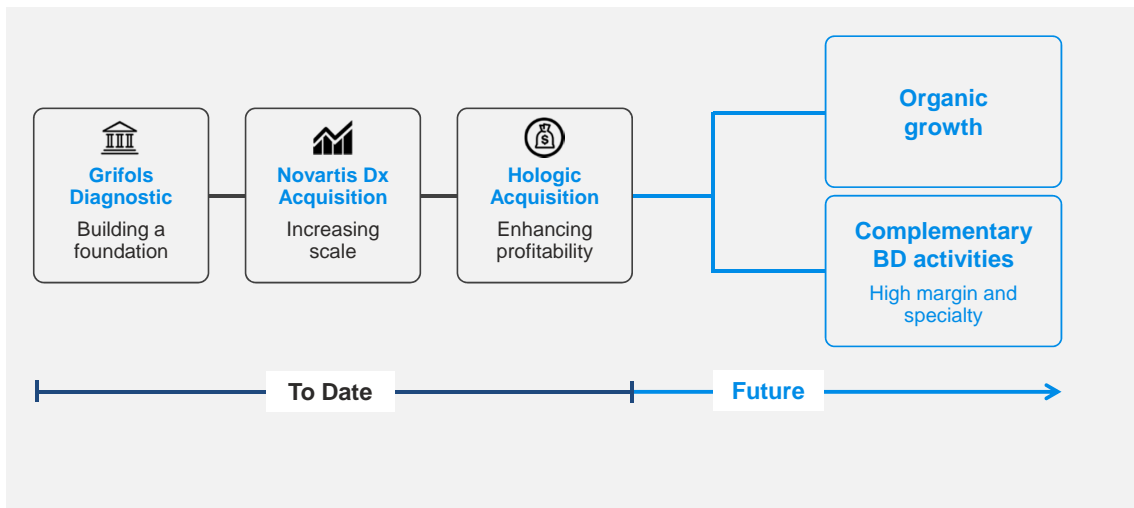 Grifols
Diagnostic
Building a
foundation
Novartis Dx
Acquisition
Increasing
scale
$
Hologic
Acquisition
Enhancing
profitability
Organic
growth
Complementary
BD activities
High margin and
specialty
To Date
Future